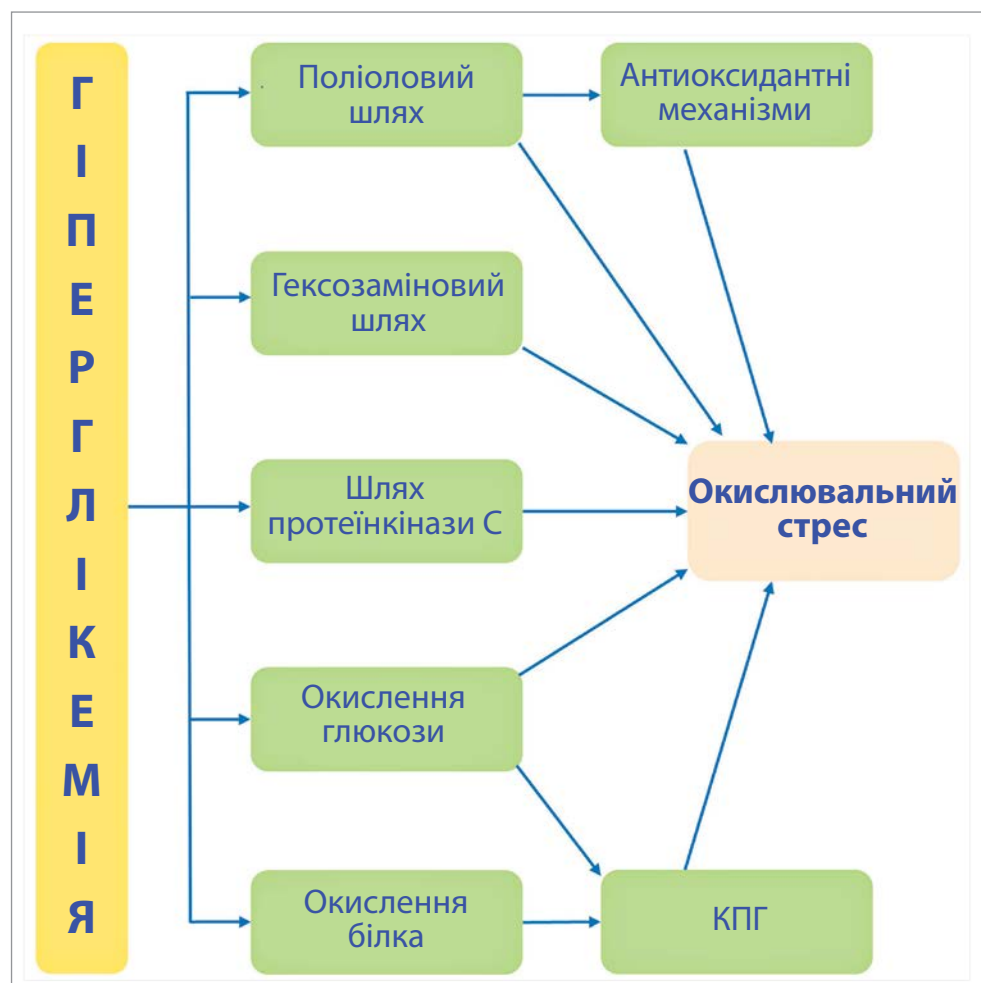 ГІПЕРГЛІКЕМІЯ
Поліоловий
шлях
Антиоксидантні
механізми
Гексозаміновий
шлях
Шлях
протеїнкінази С
Окислювальний
стрес
Окислення
глюкози
Окислення
білка
КПГ